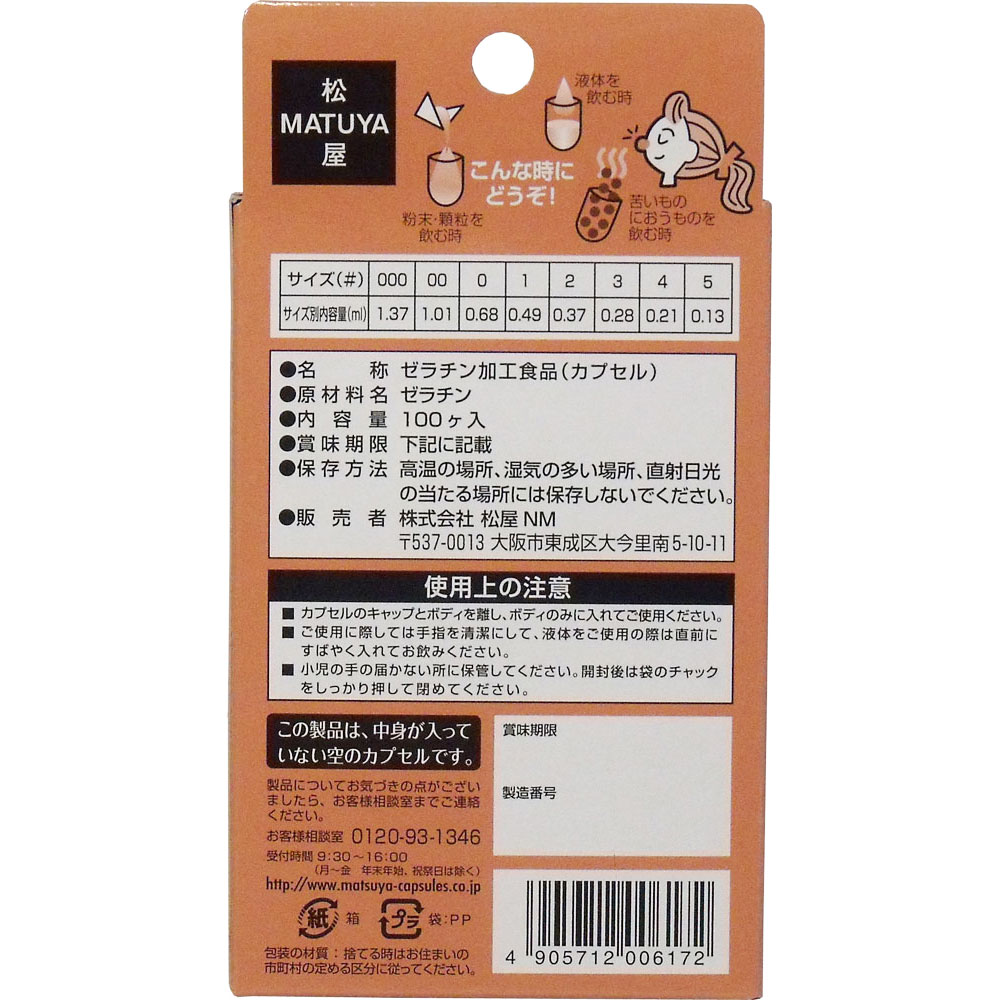 松
MATUYA
屋
液体を
飲む時
こんな時に
どうぞ!
粉末・顆粒を
飲む時
苦いもの
におうものを
飲む時
サイズ(#) 000 00 0 1 2 3 4 5
サイズ別内容量(ml) 1.37 1.01 0.68 0.49 0.37 0.28 0.21 0.13
●名称 ゼラチン加工食品(カプセル)
●原材料名 ゼラチン
●内容量 100ヶ入
●賞味期限 下記に記載
●保存方法 高温の場所、湿気の多い場所、直射日光
の当たる場所には保存しないでください。
●販売者 株式会社 松屋NM
〒537-0013 大阪市東成区大今里南5-10-11
使用上の注意
■ カプセルのキャップとボディを離し、ボディのみに入れてご使用ください。
■ ご使用に際しては手指を清潔にして、液体をご使用の際は直前に
すばやく入れてお飲みください。
■ 小児の手の届かない所に保管してください。開封後は袋のチャック
をしっかり押して閉めてください。
この製品は、中身が入って
いない空のカプセルです。
製品についてお気づきの点がござい
ましたら、お客様相談室までご連絡
ください。
お客様相談室 0120-93-1346
受付時間 9:30〜16:00
(月〜金 年末年始、祝祭日は除く)
http://www.matsuya-capsules.co.jp
紙 箱 プラ 袋:PP
包装の材質:捨てる時はお住まいの
市町村の定める区分に従ってください。
賞味期限
製造番号
4 905712 006172